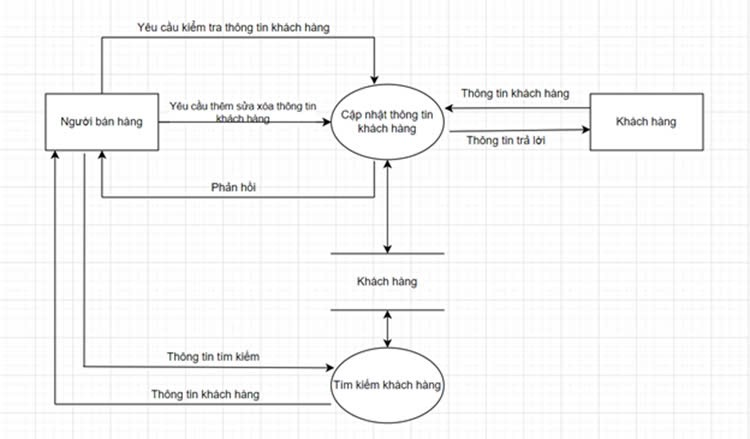 Yêu cầu kiểm tra thông tin khách hàng
Người bán hàng
Yêu cầu thêm sửa xóa thông tin
khách hàng
Cập nhật thông tin
khách hàng
Thông tin khách hàng
Thông tin trả lời
Khách hàng
Phản hồi
Khách hàng
Thông tin tìm kiếm
Tìm kiếm khách hàng
Thông tin khách hàng